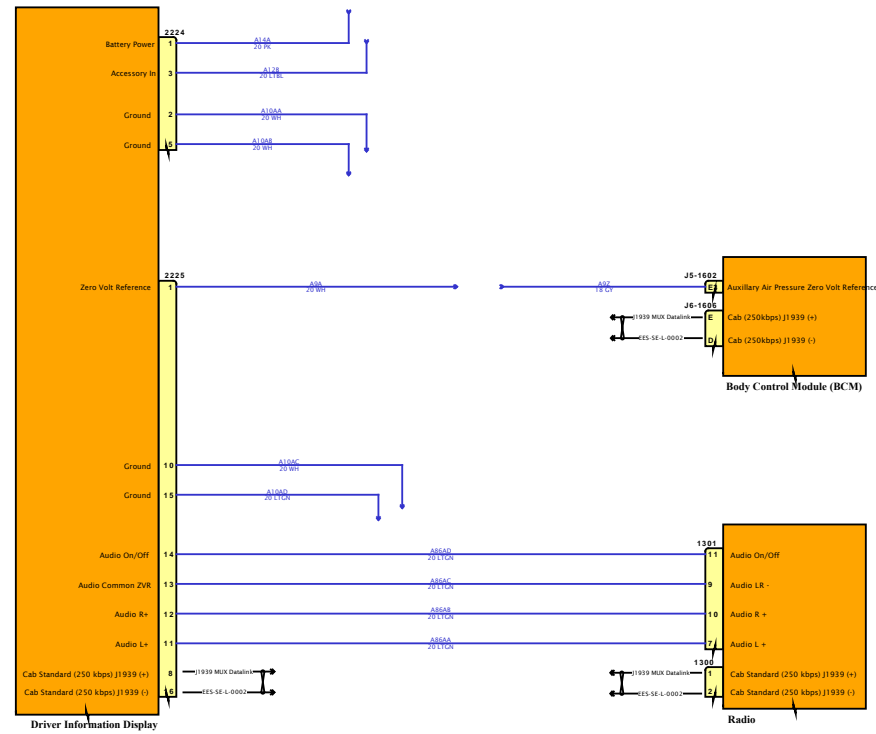 2224
Battery Power 1 A14A
20 PK
Accessory In 3 A12B
20 LTBL
Ground 2 A10AA
20 WH
Ground 5 A10AB
20 WH
2225
Zero Volt Reference 1 A9A
20 WH
A9Z
18 GY
J5-1602
E3 Auxillary Air Pressure Zero Volt Reference
J6-1606
J1939 MUX Datalink E Cab (250kbps) J1939 (+)
EES-SE-L-0002 D Cab (250kbps) J1939 (-)
Body Control Module (BCM)
Ground 10 A10AC
20 WH
Ground 15 A10AD
20 LTGN
1301
Audio On/Off 14 A86AD 11 Audio On/Off
20 LTGN
Audio Common ZVR 13 A86AC 9 Audio LR -
20 LTGN
Audio R+ 12 A86AB 10 Audio R +
20 LTGN
Audio L+ 11 A86AA 7 Audio L +
20 LTGN
1300
Cab Standard (250 kbps) J1939 (+) 8 J1939 MUX Datalink J1939 MUX Datalink 1 Cab Standard (250 kbps) J1939 (+)
Cab Standard (250 kbps) J1939 (-) 6 EES-SE-L-0002 EES-SE-L-0002 2 Cab Standard (250 kbps) J1939 (-)
Driver Information Display
Radio